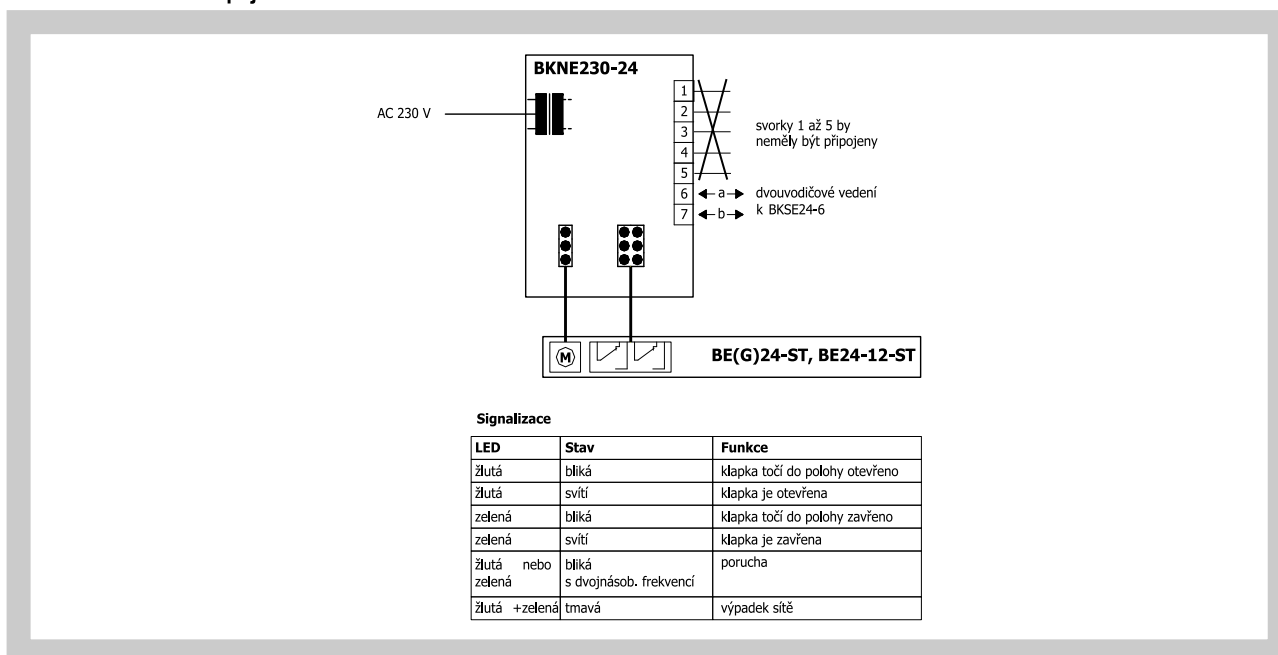 BKNE230-24
AC 230 V
1
2
3
4
5
6
7
svorky 1 až 5 by
neměly být připojeny
a
dvouvodičové vedení
b
k BKSE24-6
M
BE(G)24-ST, BE24-12-ST
Signalizace
LED Stav Funkce
žlutá bliká klapka točí do polohy otevřeno
žlutá svítí klapka je otevřena
zelená bliká klapka točí do polohy zavřeno
zelená svítí klapka je zavřena
žlutá nebo bliká porucha
zelená s dvojnásob. frekvencí
žlutá +zelená tmavá výpadek sítě